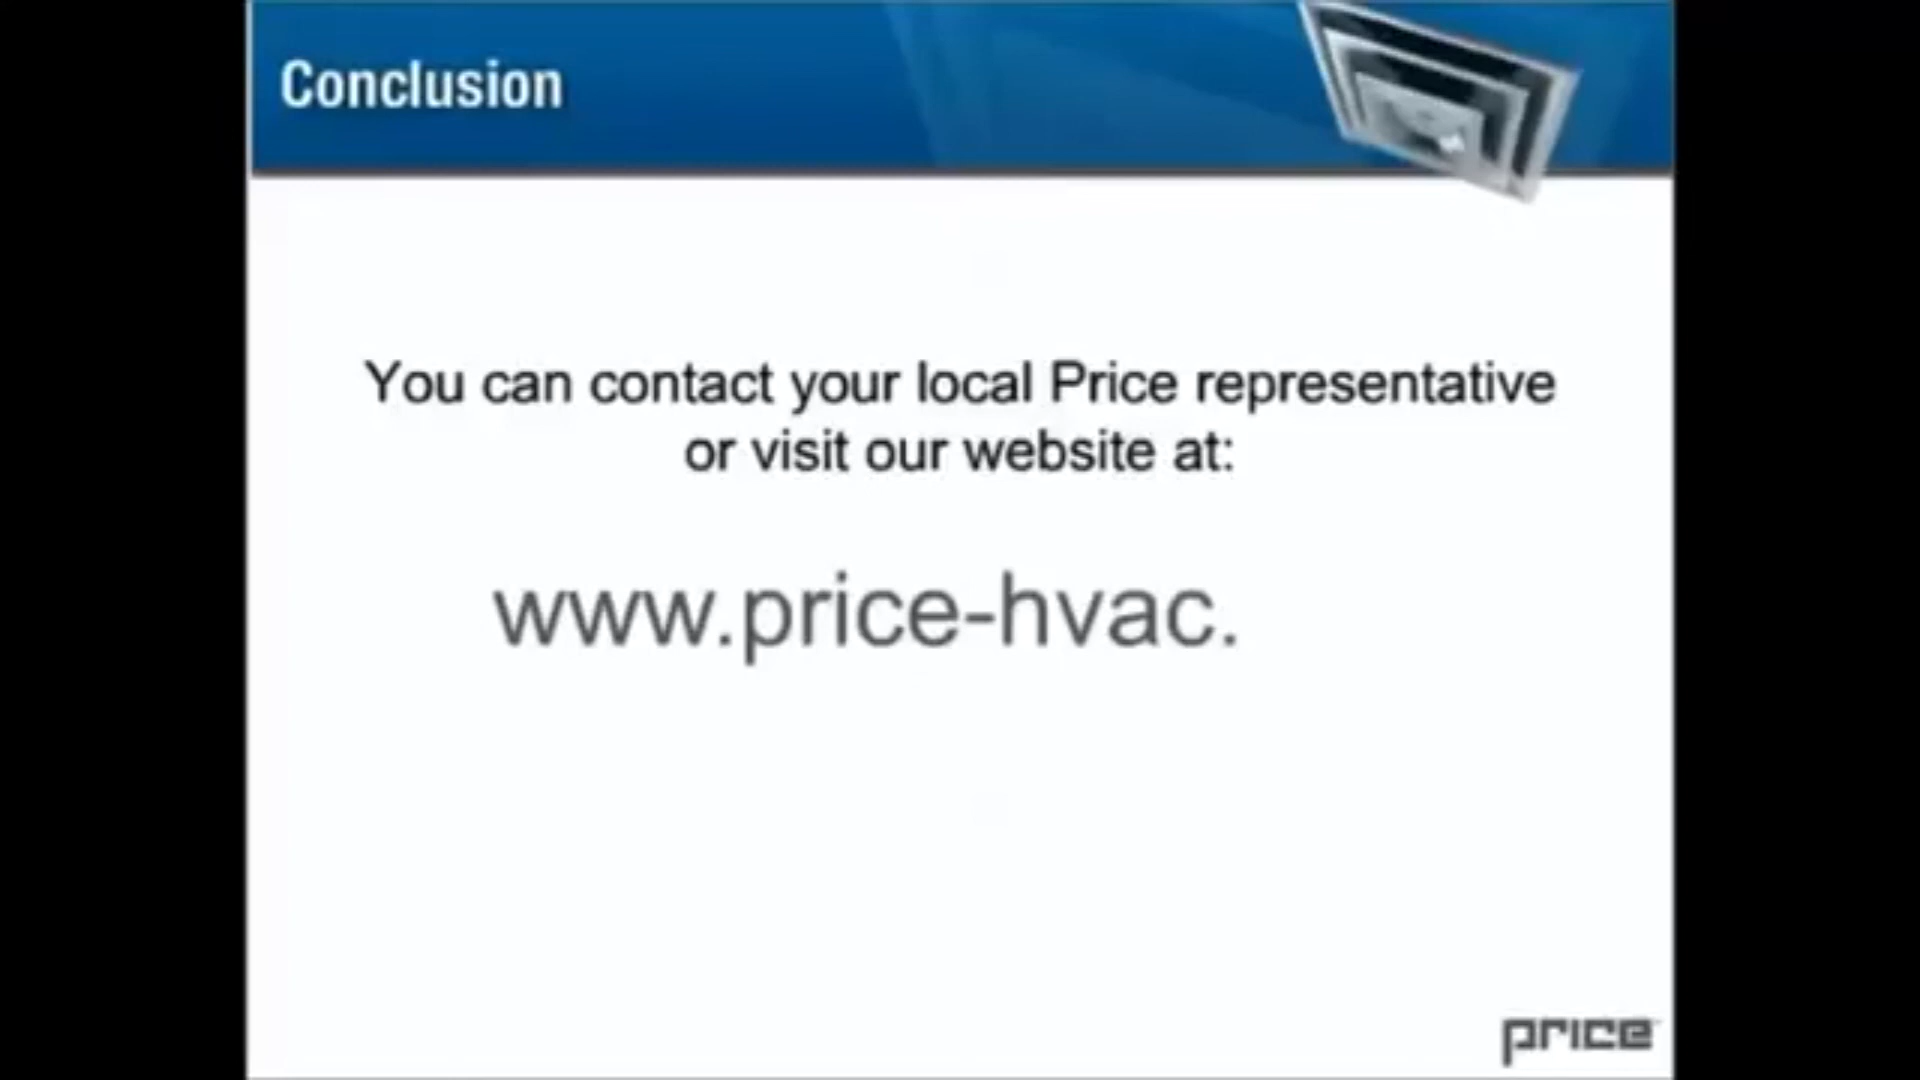 Conclusion
You can contact your local Price representative
or visit our website at:
www.price-hvac.
price